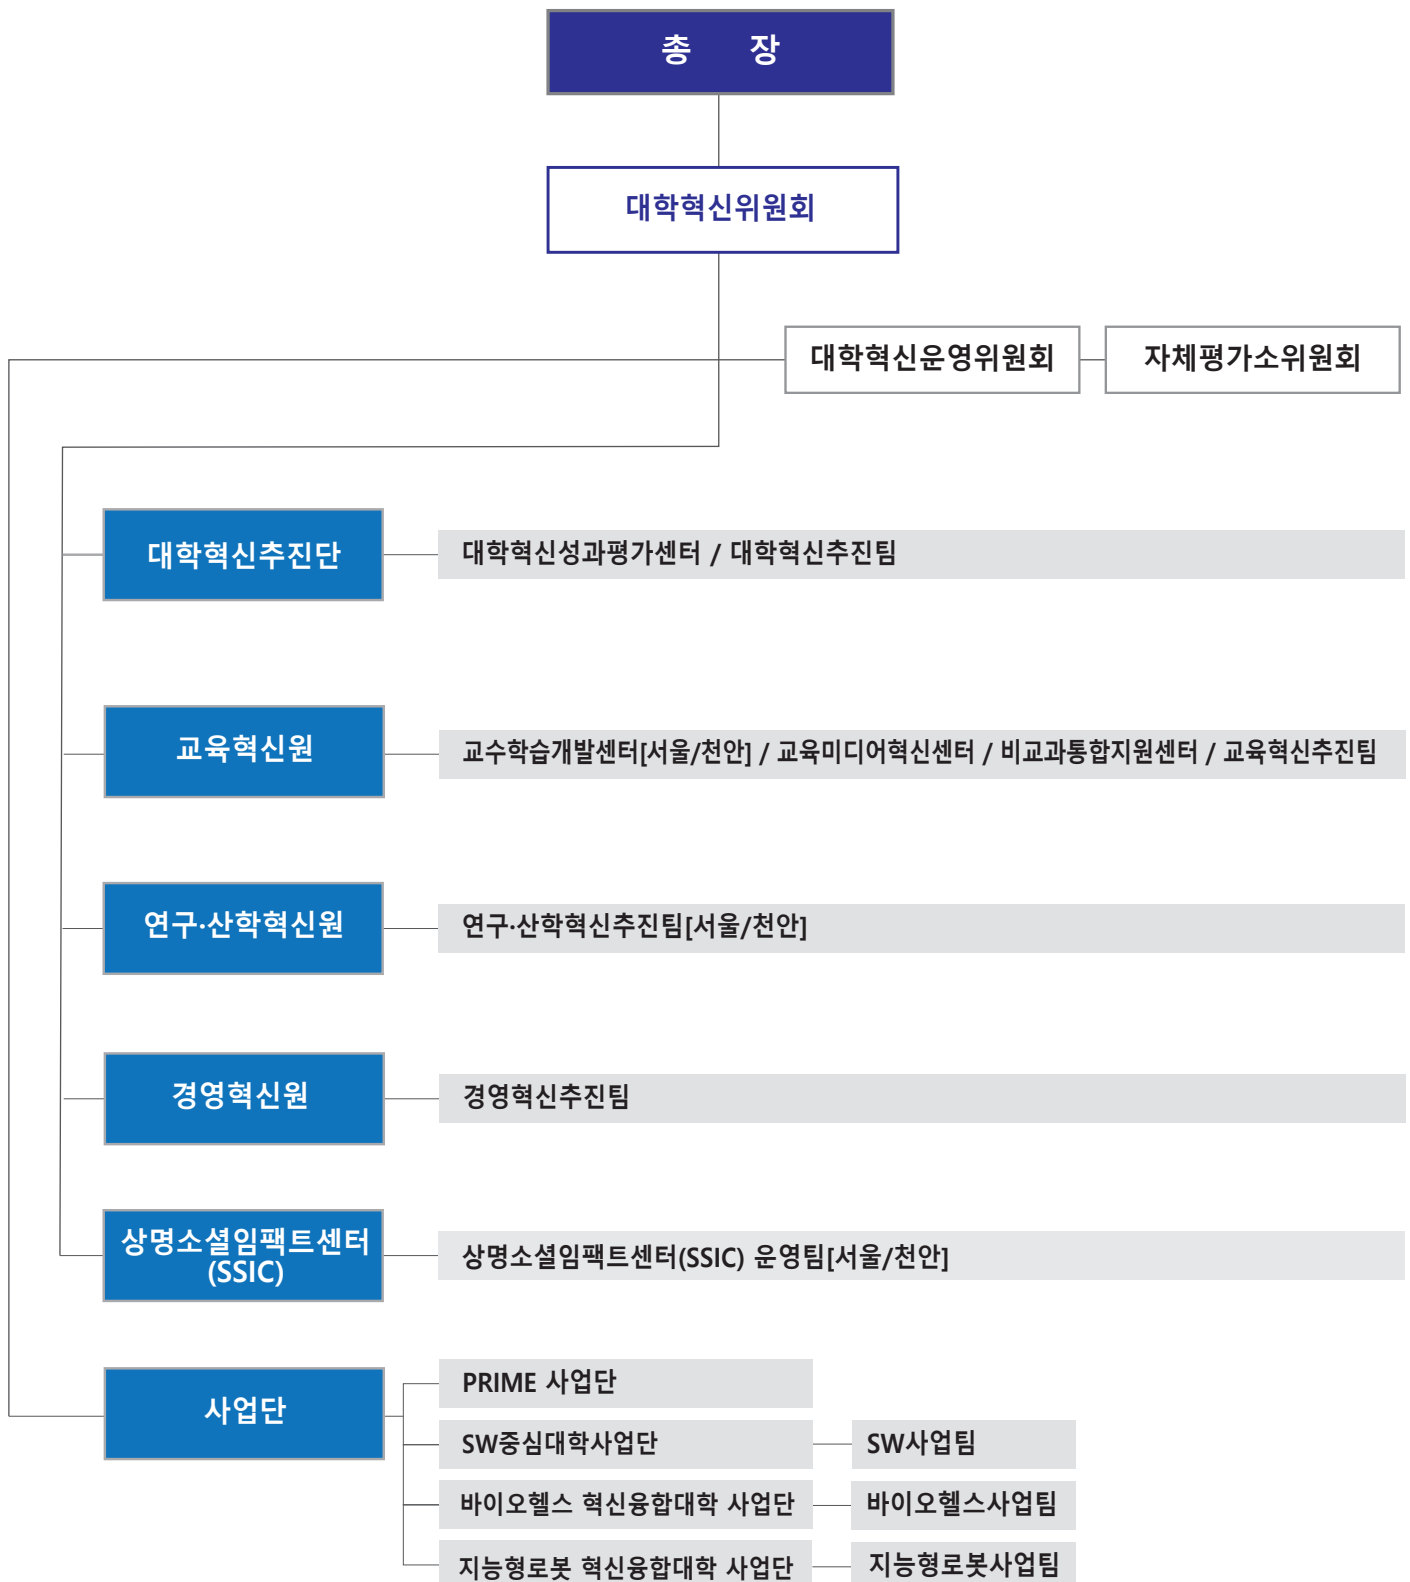 총 장
대학혁신위원회
대학혁신운영위원회 자체평가소위원회
대학혁신추진단 대학혁신성과평가센터 / 대학혁신추진팀
교육혁신원 교수학습개발센터[서울/천안] / 교육미디어혁신센터 / 비교과통합지원센터 / 교육혁신추진팀
연구·산학혁신원 연구·산학혁신추진팀[서울/천안]
경영혁신원 경영혁신추진팀
상명소셜임팩트센터
(SSIC)
상명소셜임팩트센터(SSIC) 운영팀[서울/천안]
사업단
PRIME 사업단
SW중심대학사업단 SW사업팀
바이오헬스 혁신융합대학 사업단 바이오헬스사업팀
지능형로봇 혁신융합대학 사업단 지능형로봇사업팀